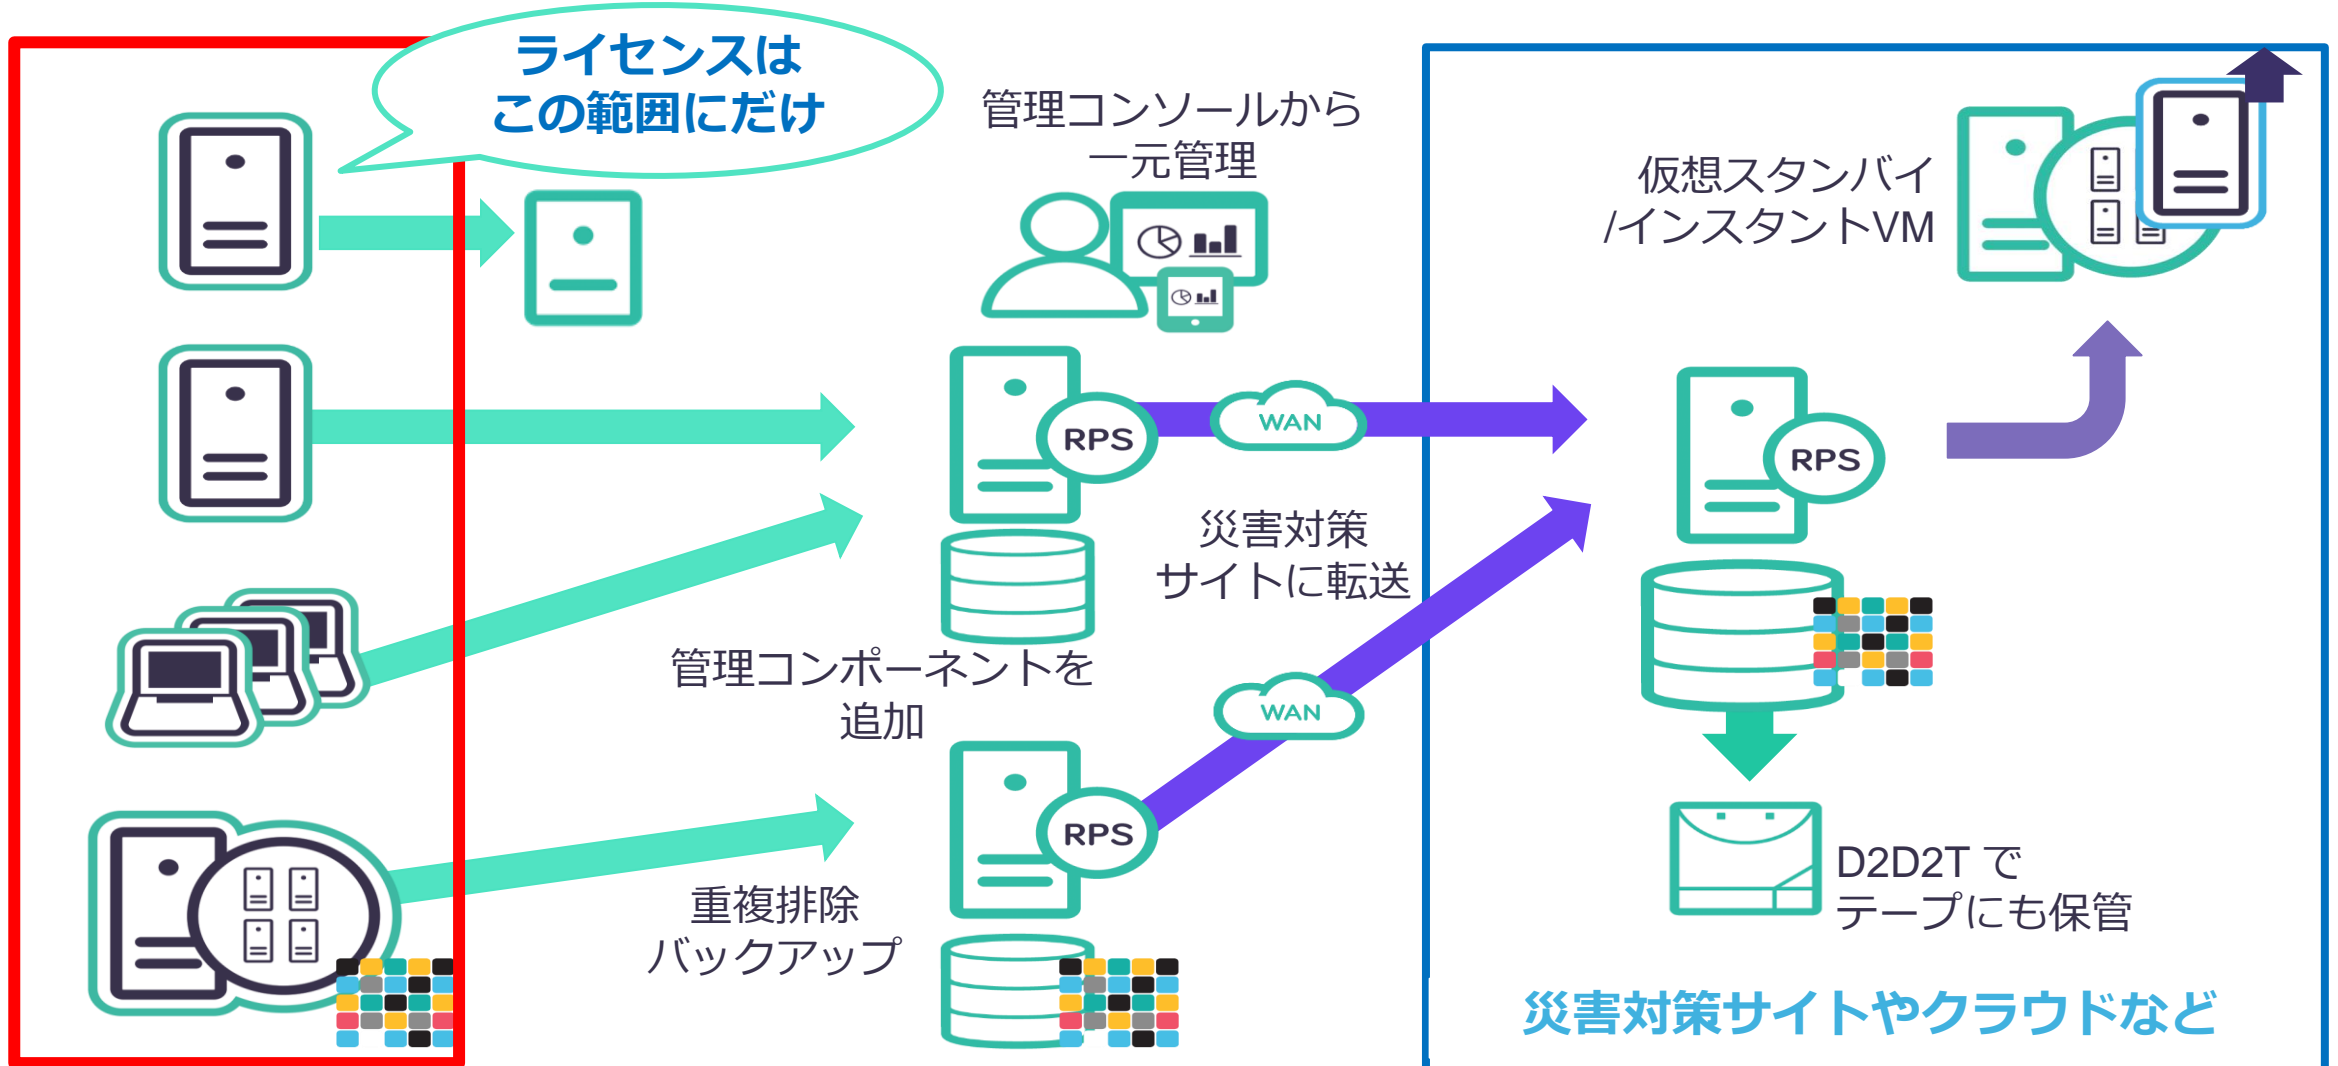 ライセンスは
この範囲にだけ
管理コンソールから
一元管理
仮想スタンバイ
/インスタントVM
RPS
WAN
RPS
災害対策
サイトに転送
管理コンポーネントを
追加
WAN
RPS
重複排除
バックアップ
D2D2T で
テープにも保管
災害対策サイトやクラウドなど